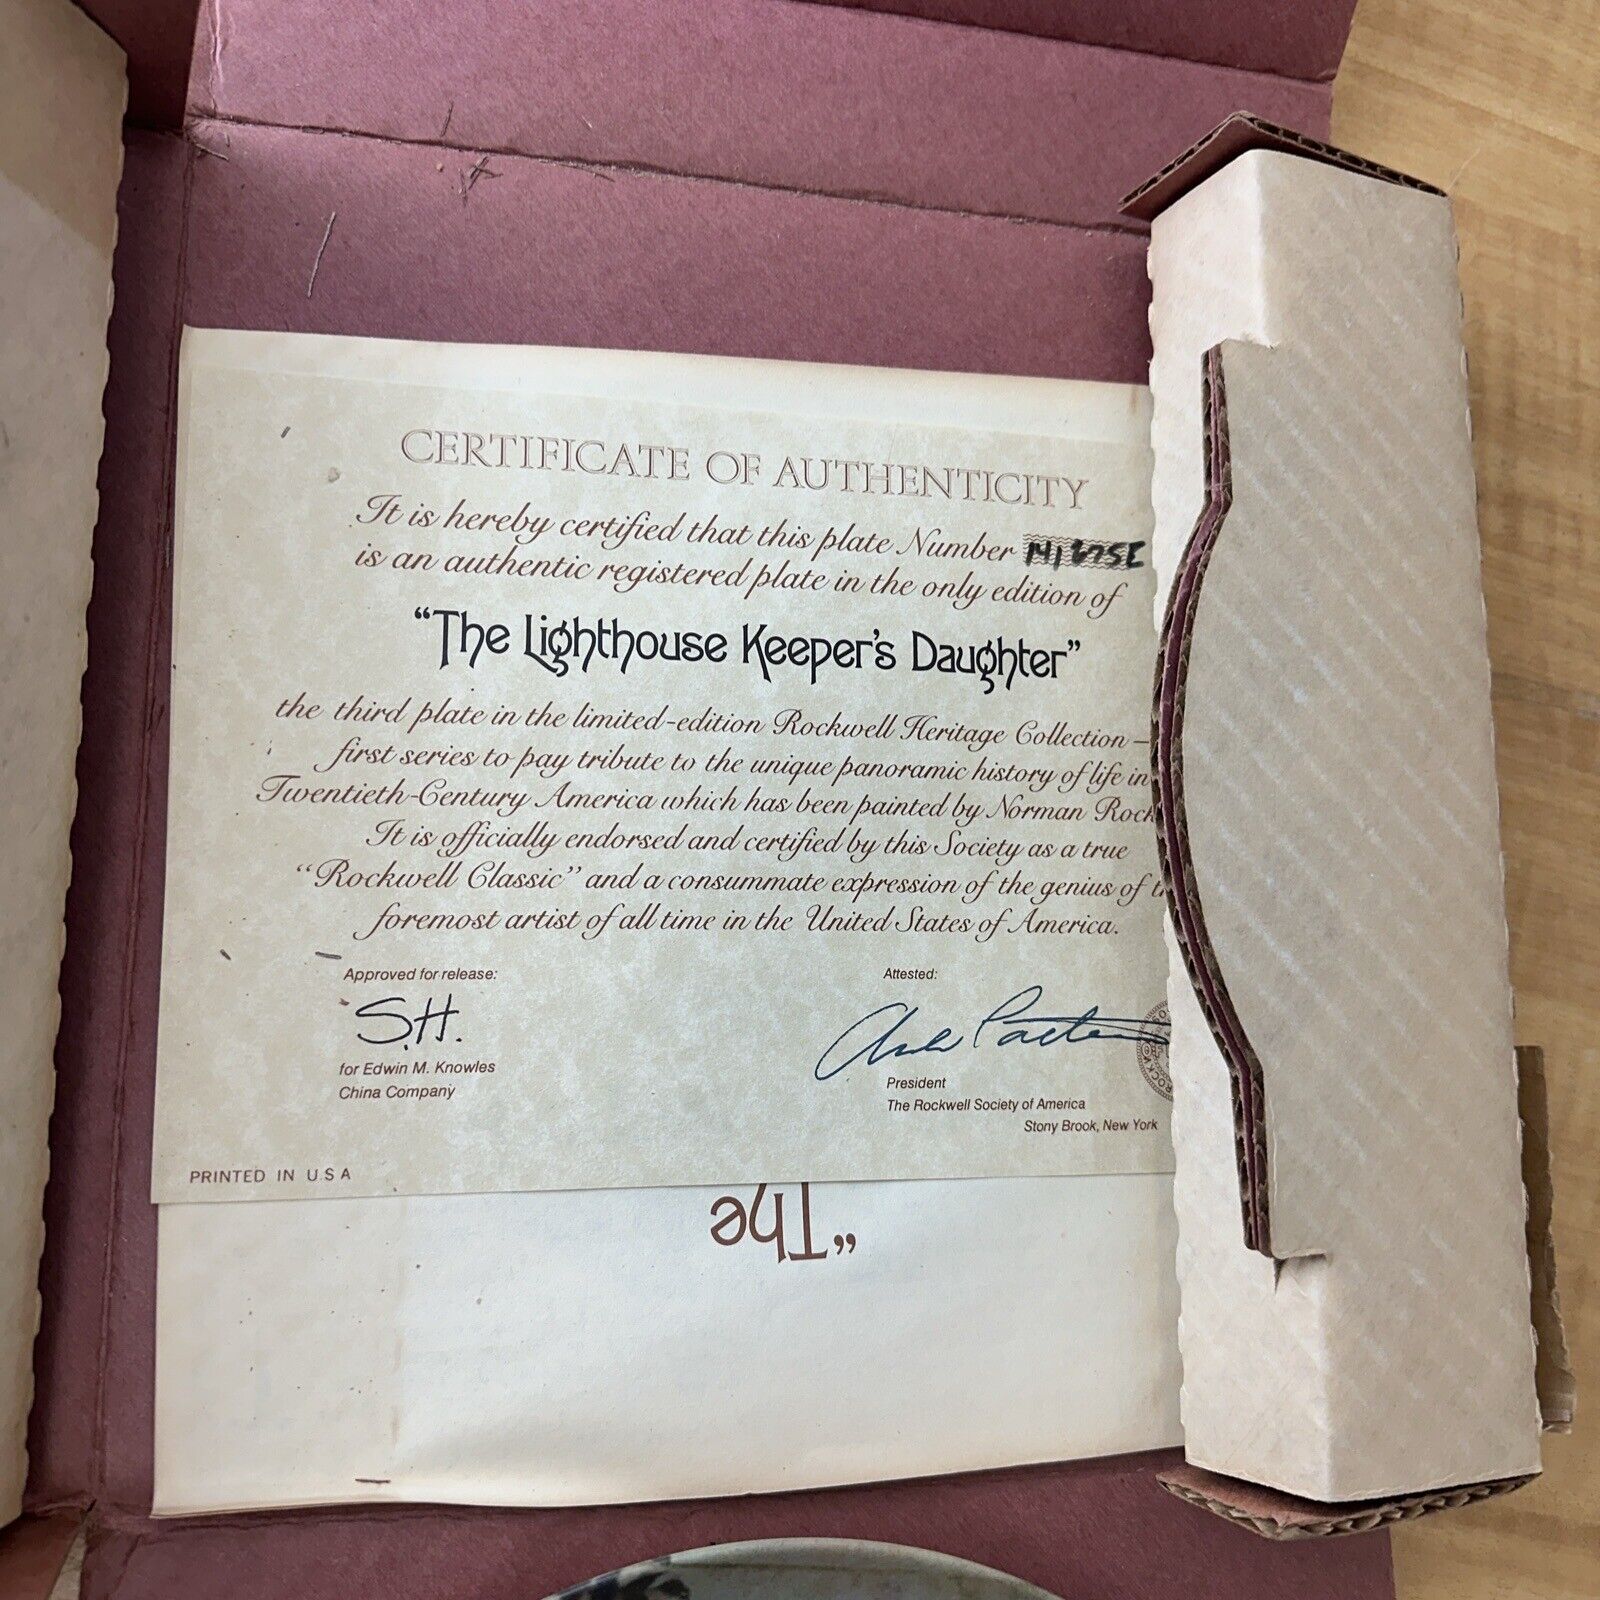 CERTIFICATE OF AUTHENTICITY
It is hereby certified that this plate Number
is an authentic registered plate in the only edition of
“The Lighthouse Keeper's Daughter”
the third plate in the limited-edition Rockwell Heritage Collection—
first series to pay tribute to the unique panoramic history of life in
Twentieth-Century America which has been painted by Norman Rock
It is officially endorsed and certified by this Society as a true
“Rockwell Classic” and a consummate expression of the genius of
foremost artist of all time in the United States of America.
Approved for release:
Attested:
S.H.
for Edwin M. Knowles
China Company
President
The Rockwell Society of America
Stony Brook, New York
PRINTED IN U.S.A
“The